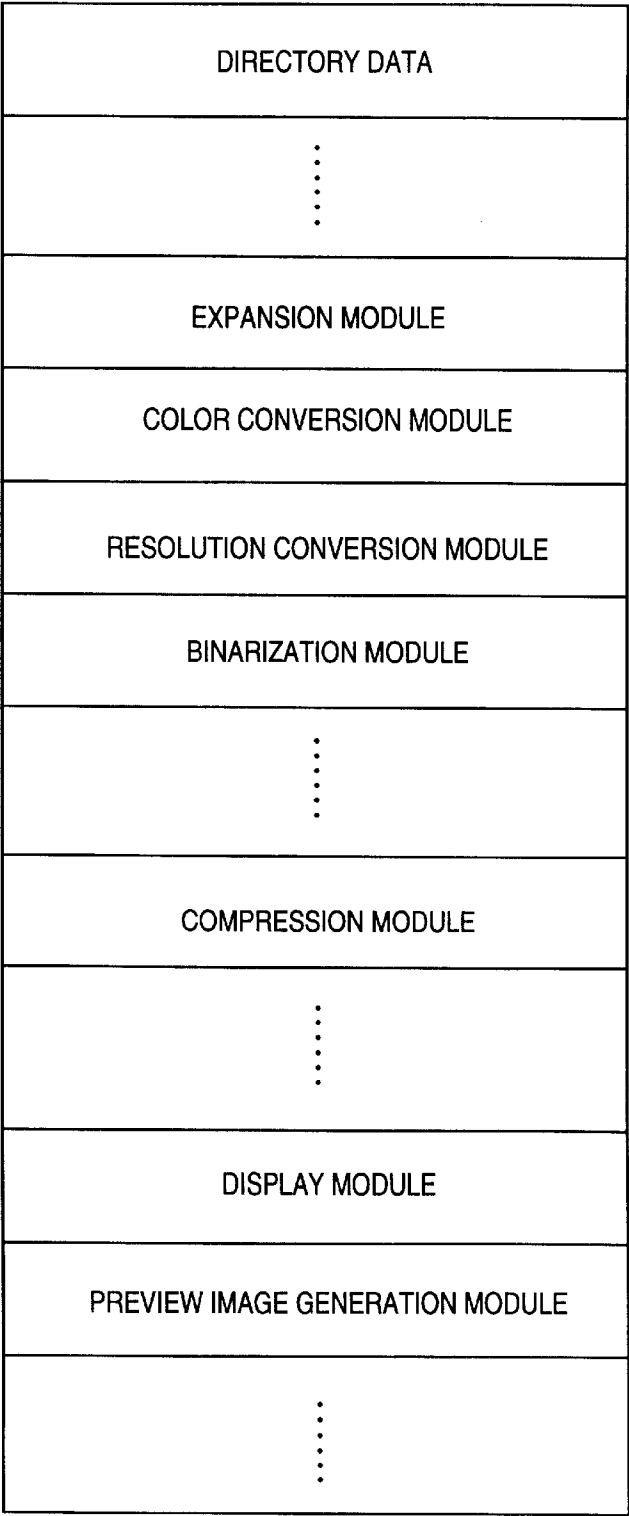 DIRECTORY DATA
EXPANSION MODULE
COLOR CONVERSION MODULE
RESOLUTION CONVERSION MODULE
BINARIZATION MODULE
COMPRESSION MODULE
DISPLAY MODULE
PREVIEW IMAGE GENERATION MODULE